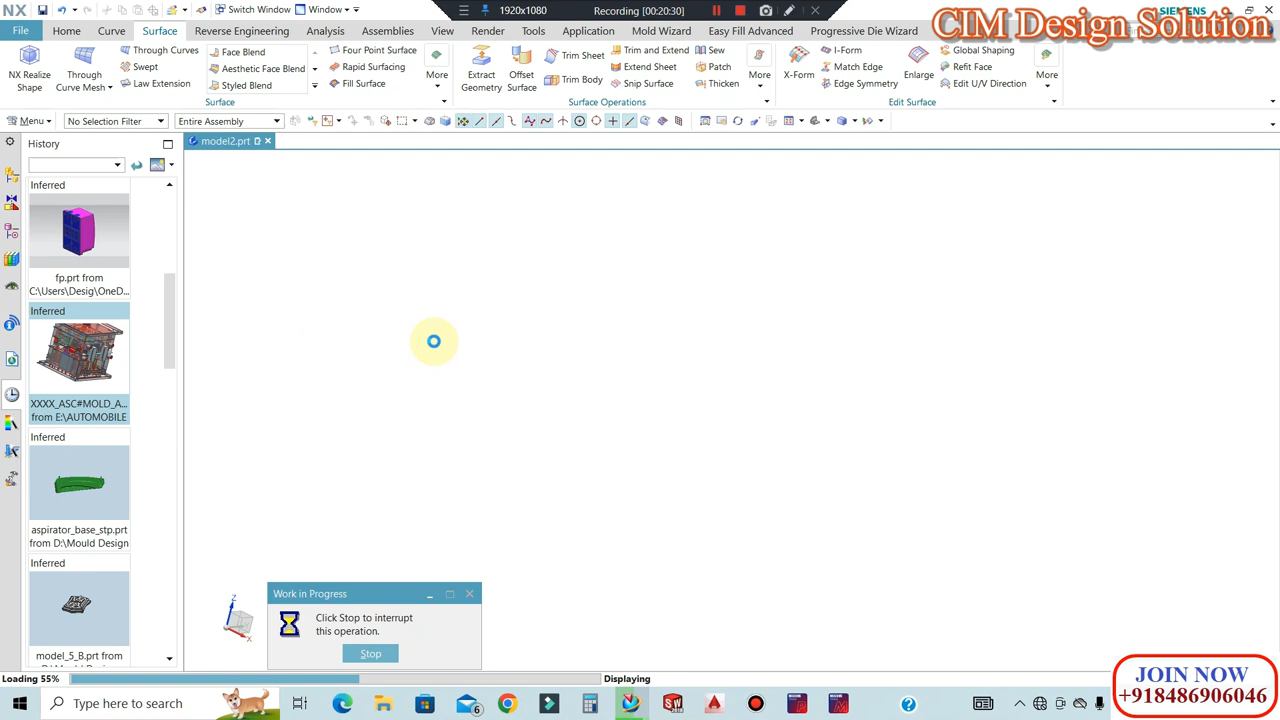 NX
Switch Window
Window
1920x1080
Recording [00:20:30]
SIEMENS
CIM Design Solution
File
Home
Curve
Surface
Reverse Engineering
Analysis
Assemblies
View
Render
Tools
Application
Mold Wizard
Easy Fill Advanced
Progressive Die Wizard
NX Realize
Shape
Through
Curve Mesh
Through Curves
Swept
Law Extension
Face Blend
Aesthetic Face Blend
Styled Blend
Four Point Surface
Rapid Surfacing
Fill Surface
More
Surface
Extract
Geometry
Offset
Surface
Trim Sheet
Trim Body
Trim and Extend
Extend Sheet
Snip Surface
Sew
Patch
Thicken
More
Surface Operations
X-Form
I-Form
Match Edge
Edge Symmetry
Enlarge
Global Shaping
Refit Face
Edit U/V Direction
More
Edit Surface
Menu
No Selection Filter
Entire Assembly
History
model2.prt
Inferred
fp.prt from
C:\Users\Desig\OneD...
Inferred
XXXX_ASC#MOLD_A...
from E:\AUTOMOBILE
Inferred
aspirator_base_stp.prt
from D:\Mould Design
Inferred
model_5_B.prt from
Z
X
Work in Progress
Click Stop to interrupt
this operation.
Stop
Loading 55%
Displaying
Type here to search
6
JOIN NOW
+918486906046